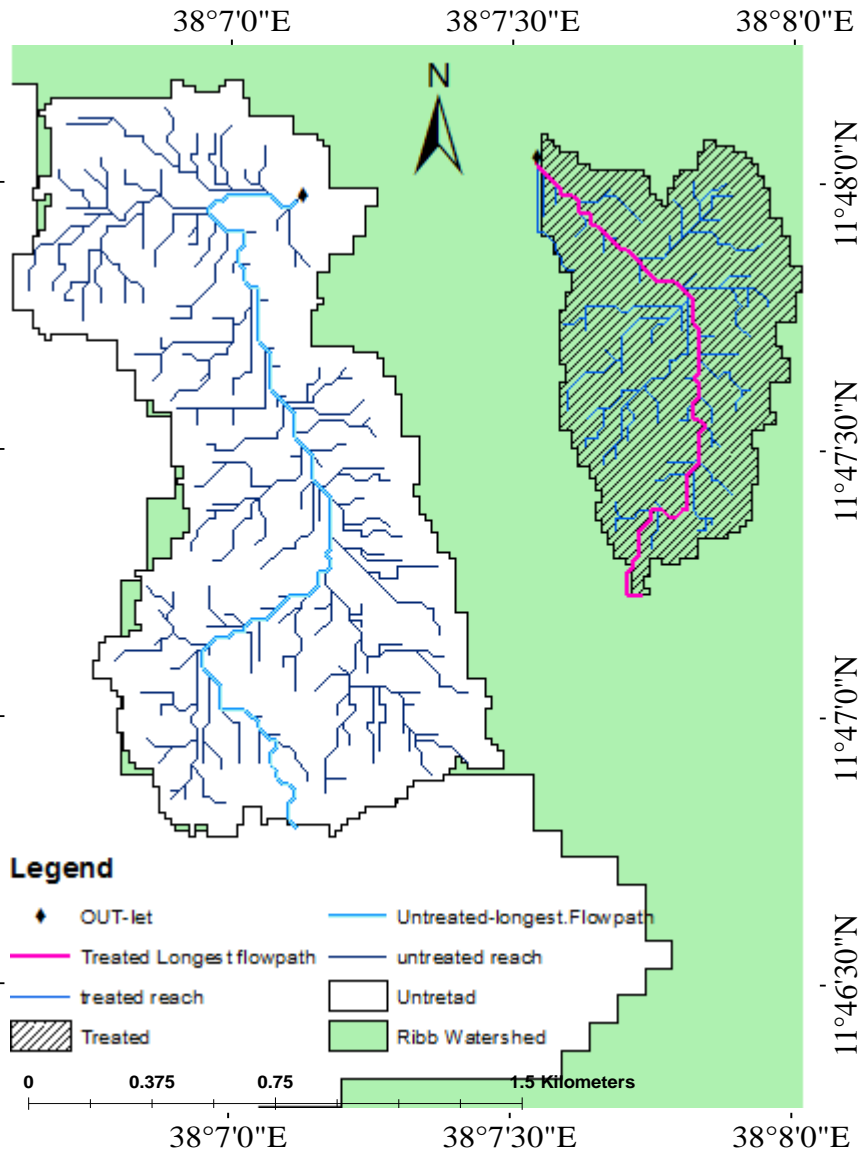 38°7'0"E 38°7'30"E 38°8'0"E
N
11°48'0"N
11°47'30"N
11°47'0"N
11°46'30"N
Legend
OUT-let
Treated Longest flowpath
treated reach
Treated
Untreated-longest.Flowpath
untreated reach
Untretad
Ribb Watershed
0 0.375 0.75 1.5 Kilometers
38°7'0"E 38°7'30"E 38°8'0"E